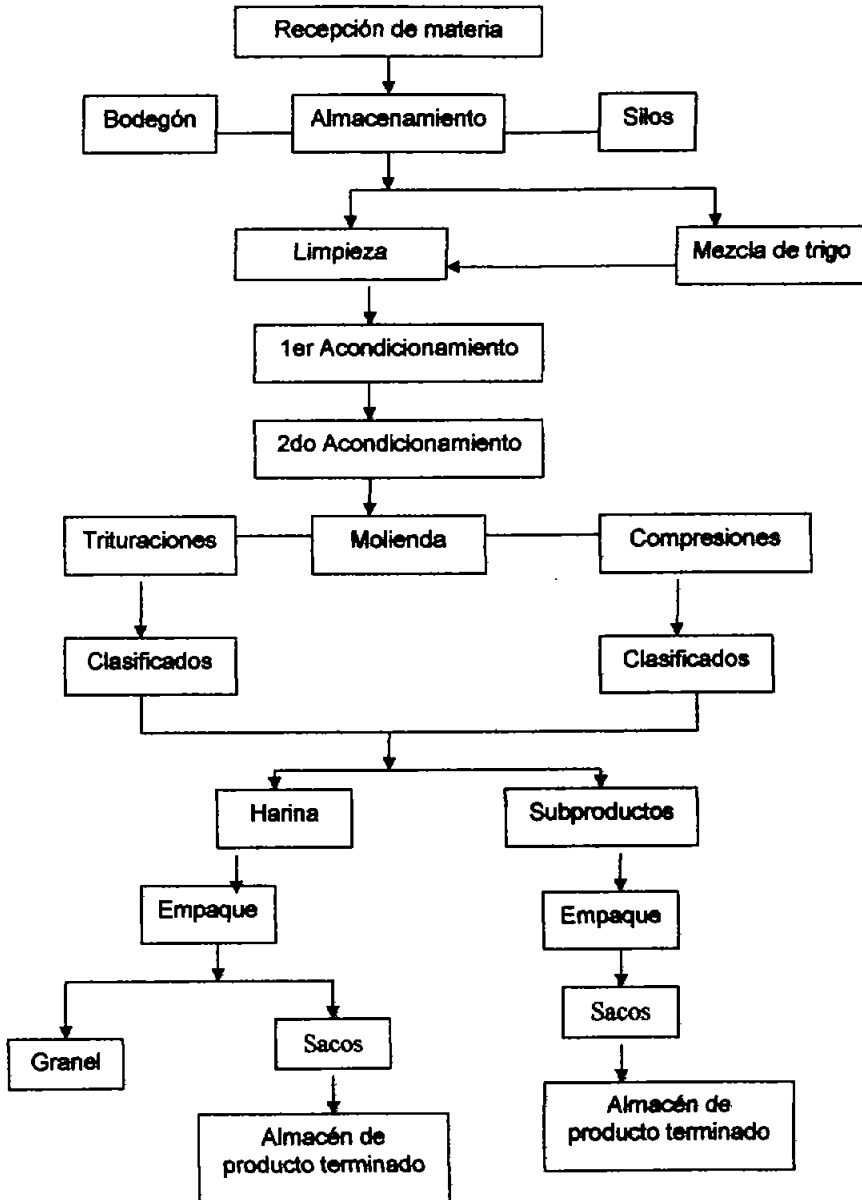 Recepción de materia
Bodegón
Almacenamiento
Silos
Limpieza
Mezcla de trigo
1er Acondicionamiento
2do Acondicionamiento
Trituraciones
Molienda
Compresiones
Clasificados
Clasificados
Harina
Subproductos
Empaque
Empaque
Granel
Sacos
Sacos
Almacén de
producto terminado
Almacén de
producto terminado